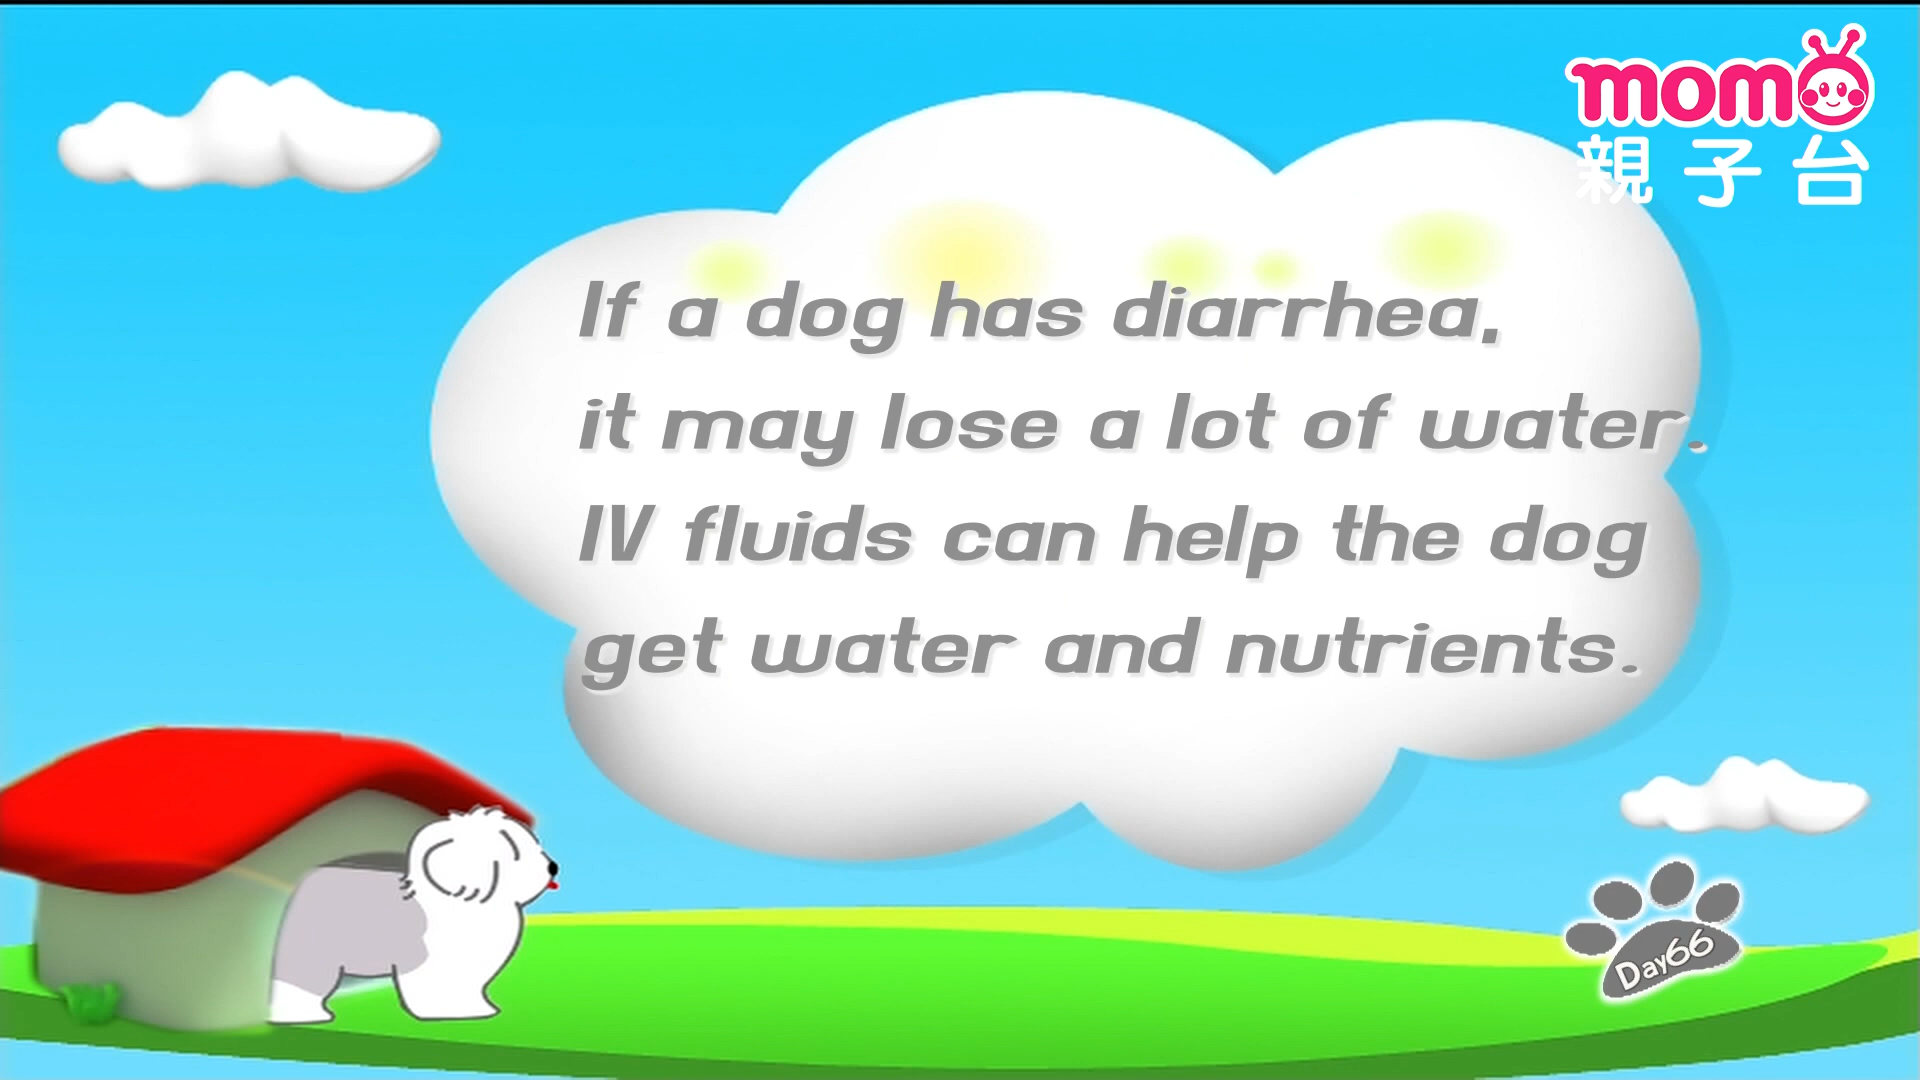 momo
親子台
If a dog has diarrhea,
it may lose a lot of water.
IV fluids can help the dog
get water and nutrients.
Day66